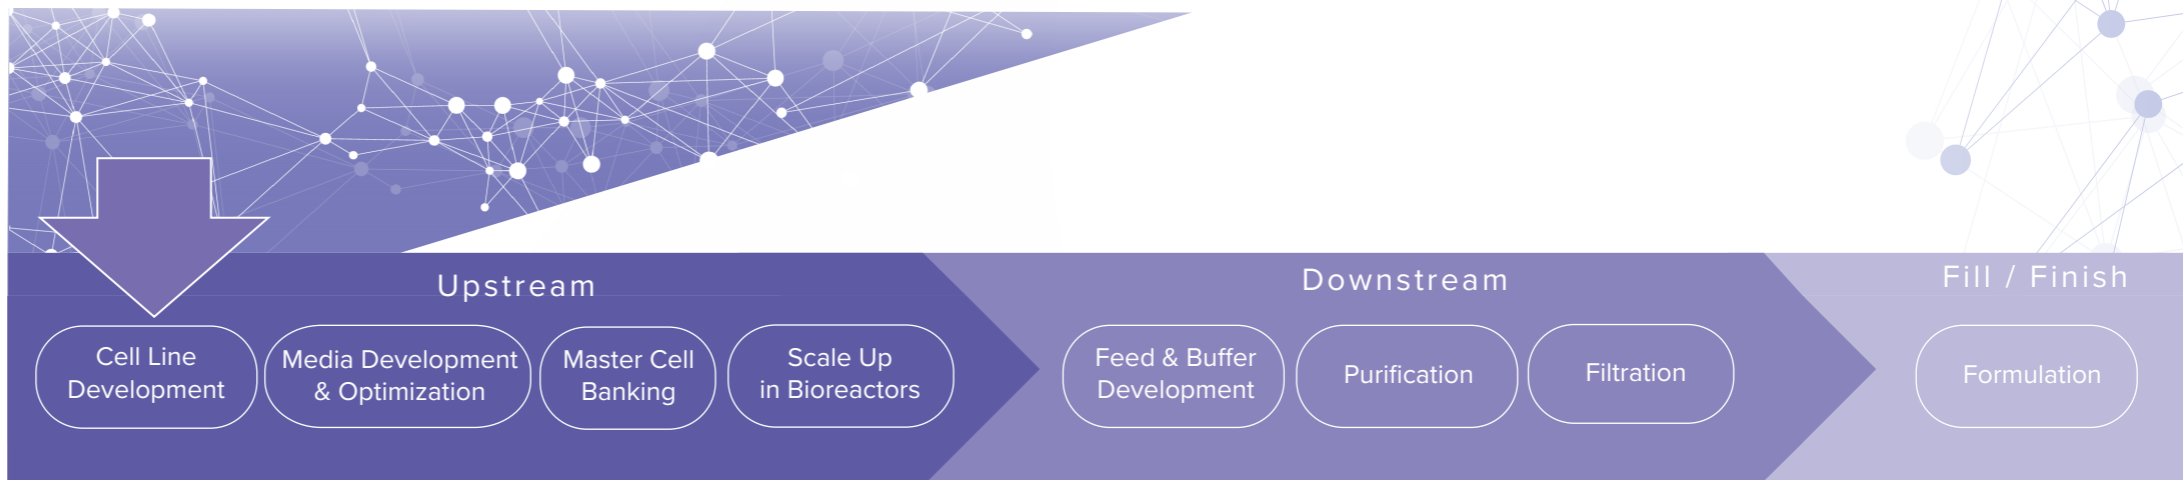 Upstream
Cell Line
Development
Media Development
& Optimization
Master Cell
Banking
Scale Up
in Bioreactors
Downstream
Feed & Buffer
Development
Purification
Filtration
Fill / Finish
Formulation